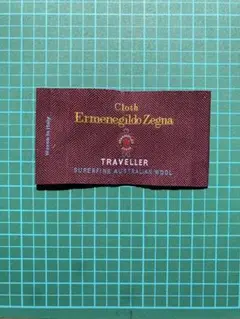 Cloth
Ermenegildo Zegna
TRAVELLER
SUPERFINE AUSTRALIAN WOOL
Woven in Italy